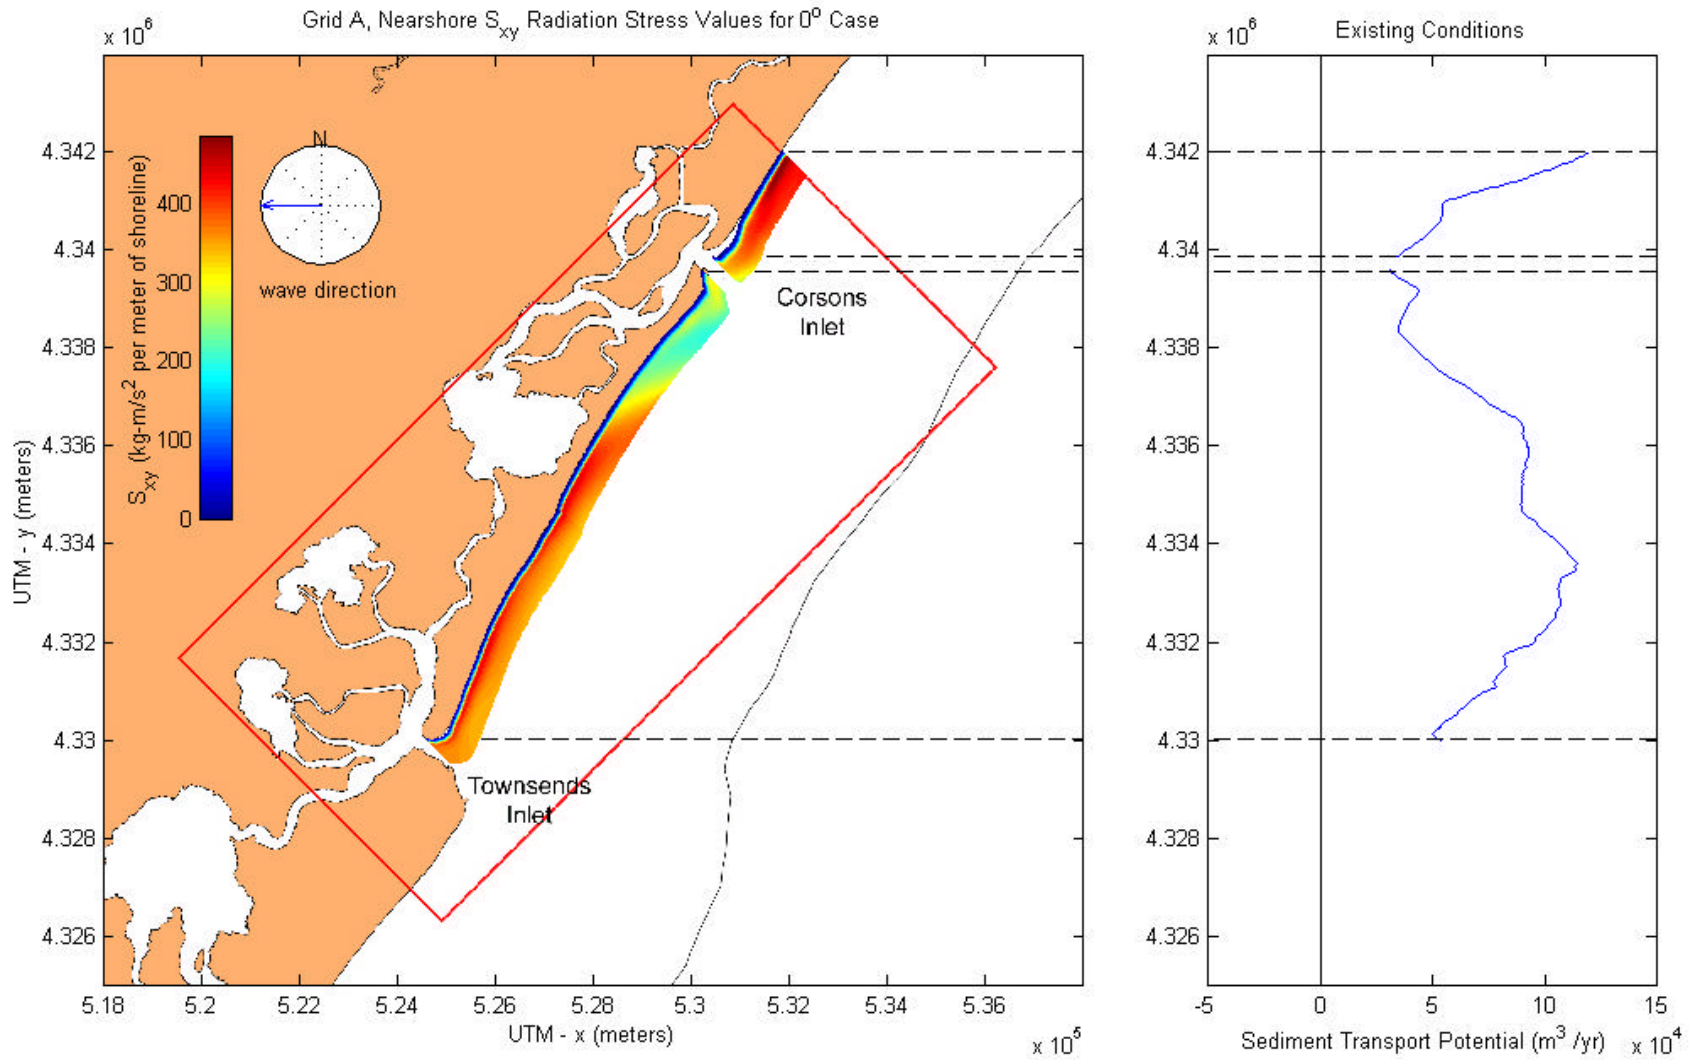 Grid A, Nearshore Sxy Radiation Stress Values for 0° Case
x 10^6
4.342
4.34
4.338
4.336
4.334
4.332
4.33
4.328
4.326
UTM - y (meters)
Sxy (kg-m/s² per meter of shoreline)
400
300
200
100
0
N
wave direction
Corsons
Inlet
Townsends
Inlet
5.18 5.2 5.22 5.24 5.26 5.28 5.3 5.32 5.34 5.36
UTM - x (meters)
x 10^5
Existing Conditions
x 10^6
4.342
4.34
4.338
4.336
4.334
4.332
4.33
4.328
4.326
-5 0 5 10 15
Sediment Transport Potential (m³ /yr) x 10^4